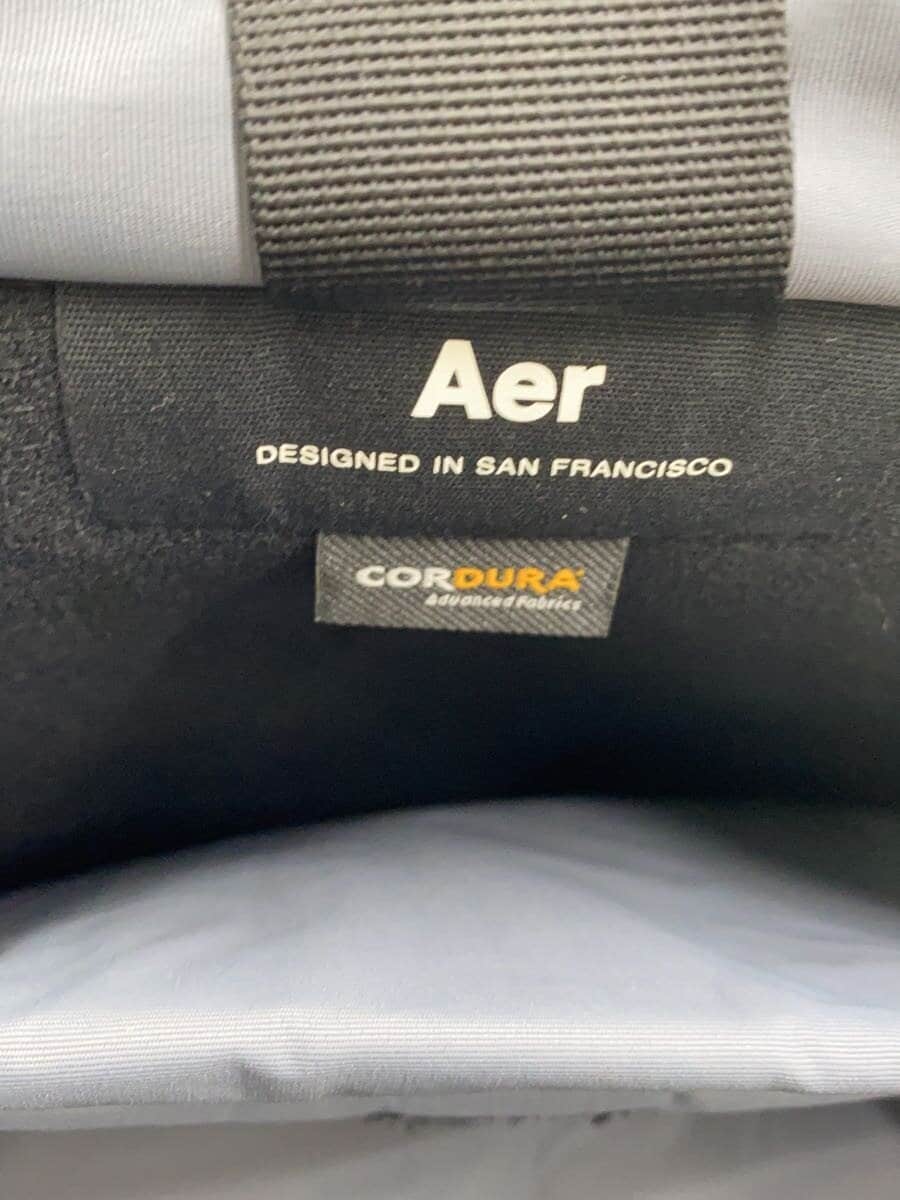 Aer
DESIGNED IN SAN FRANCISCO
CORDURA
Advanced Fabrics